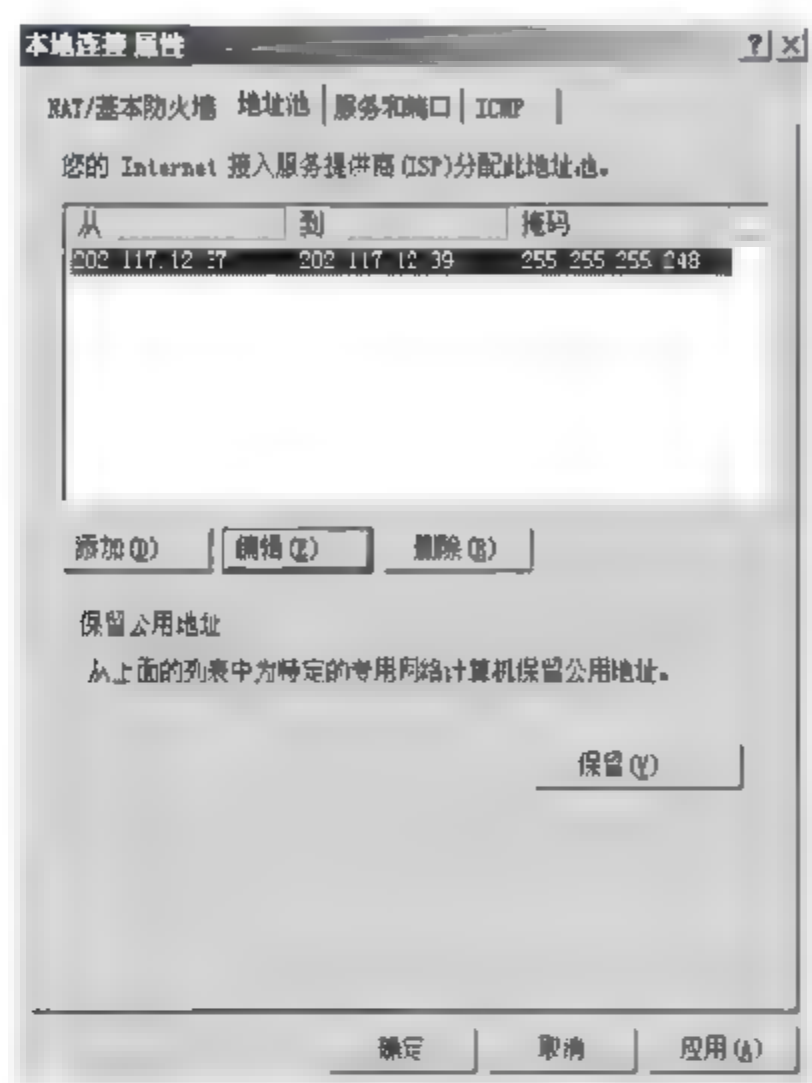 本地连接 属性
NAT/基本防火墙 地址池 服务和端口 ICMP
您的 Internet 接入服务提供商(ISP)分配此地址池。
从 到 掩码
202.117.12.37 202.117.12.39 255.255.255.248
添加(D) 编辑(E) 删除(R)
保留公用地址
从上面的列表中为特定的专用网络计算机保留公用地址。
保留(V)
确定 取消 应用(A)